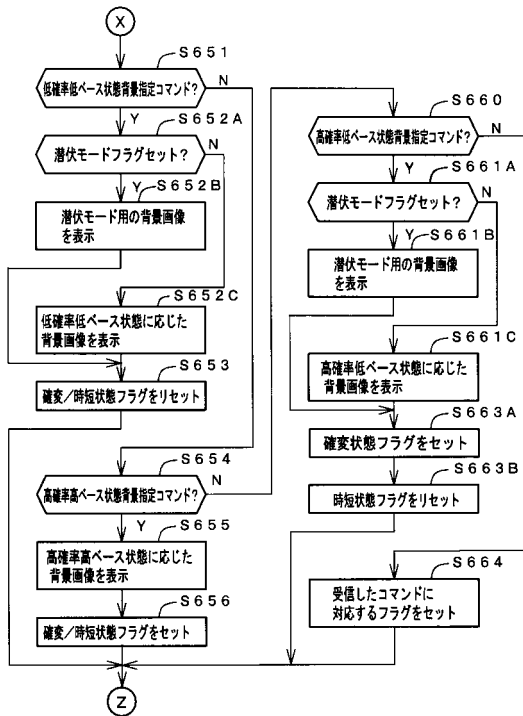 X
S651
低確率低ベース状態背景指定コマンド?
N
Y
S652A
潜伏モードフラグセット?
N
Y
S652B
潜伏モード用の背景画像
を表示
S652C
低確率低ベース状態に応じた
背景画像を表示
S653
確変/時短状態フラグをリセット
S654
高確率高ベース状態背景指定コマンド?
N
Y
S655
高確率高ベース状態に応じた
背景画像を表示
S656
確変/時短状態フラグをセット
Z
S660
高確率低ベース状態背景指定コマンド?
N
Y
S661A
潜伏モードフラグセット?
N
Y
S661B
潜伏モード用の背景画像
を表示
S661C
高確率低ベース状態に応じた
背景画像を表示
S663A
確変状態フラグをセット
S663B
時短状態フラグをリセット
S664
受信したコマンドに
対応するフラグをセット